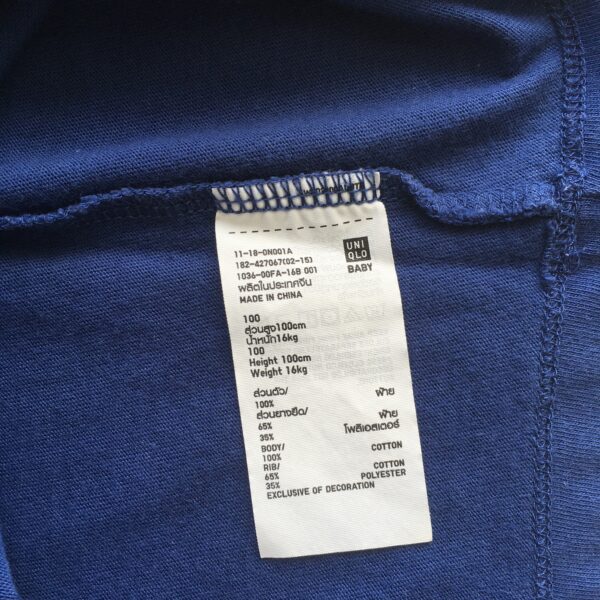 11-18-0N001A
182-427067(02-15)
1036-00FA-16B 001
ผลิตในประเทศจีน
MADE IN CHINA
UNI
QLO
BABY
100
ส่วนสูง100cm
น้ำหนัก16kg
100
Height 100cm
Weight 16kg
ส่วนตัว/ ฝ้าย
100%
ส่วนยางยืด/ ฝ้าย
65% โพลีเอสเตอร์
35%
BODY/ COTTON
100%
RIB/ COTTON
65% POLYESTER
35%
EXCLUSIVE OF DECORATION